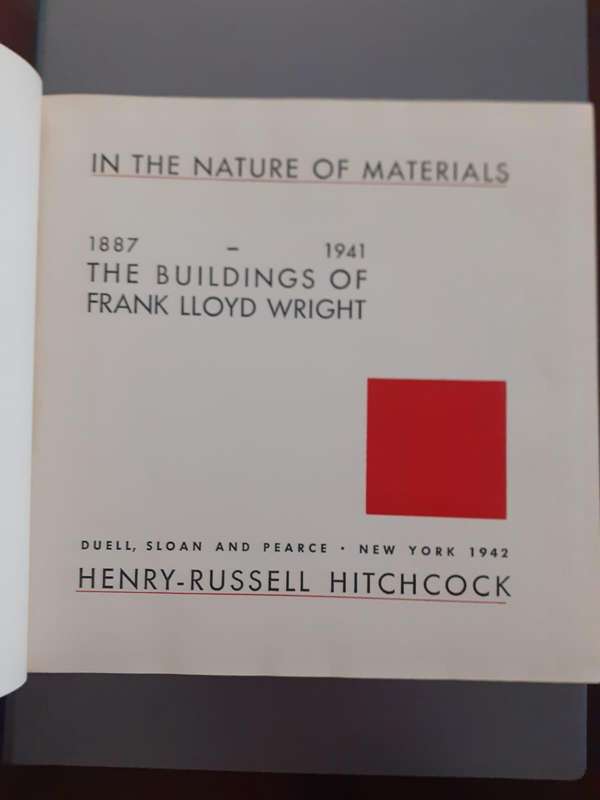 IN THE NATURE OF MATERIALS
1887 – 1941
THE BUILDINGS OF
FRANK LLOYD WRIGHT
DUELL, SLOAN AND PEARCE · NEW YORK 1942
HENRY-RUSSELL HITCHCOCK